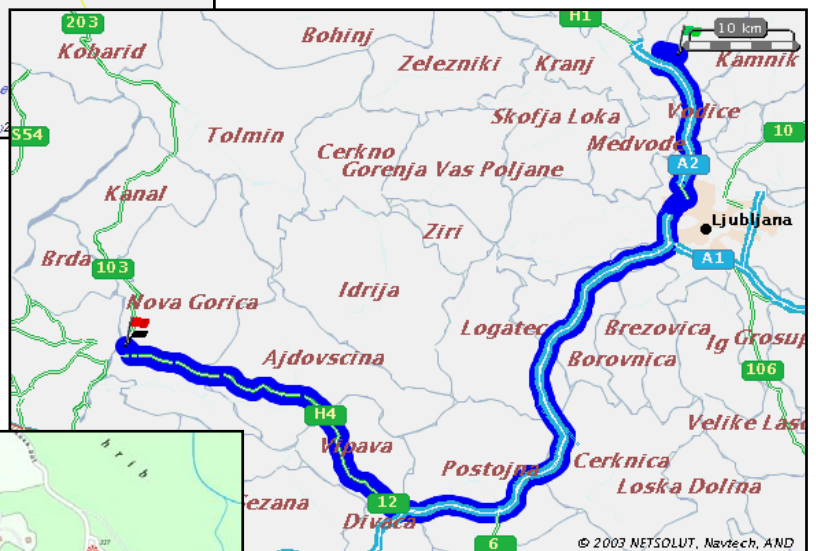 203
H1
10 km
Bohinj
Kobarid
Zelezniki
Kranj
Kamnik
Skofja Loka
Vodice
S54
Tolmin
Medvode
10
Cerkno
Gorenja Vas Poljane
A2
Kanal
Ljubljana
Ziri
Brda
103
A1
Idrija
Nova Gorica
Logatec
Brezovica
Ig
Grosup
Ajdovscina
Borovnica
106
H4
Velike Lasc
Vipava
hrib
Postojna
Cerknica
Loska Dolina
Sezana
12
Divaca
6
© 2003 NETSOLUT, Navtech, AND